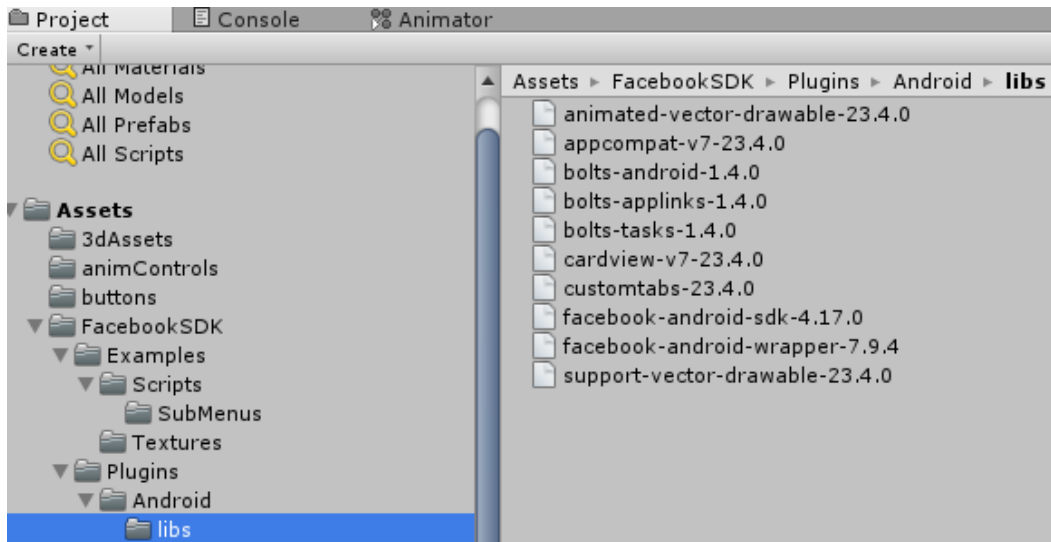 Project
Console
Animator
Create
All Materials
All Models
All Prefabs
All Scripts
Assets
3dAssets
animControls
buttons
FacebookSDK
Examples
Scripts
SubMenus
Textures
Plugins
Android
libs
Assets ▸ FacebookSDK ▸ Plugins ▸ Android ▸ libs
animated-vector-drawable-23.4.0
appcompat-v7-23.4.0
bolts-android-1.4.0
bolts-applinks-1.4.0
bolts-tasks-1.4.0
cardview-v7-23.4.0
customtabs-23.4.0
facebook-android-sdk-4.17.0
facebook-android-wrapper-7.9.4
support-vector-drawable-23.4.0